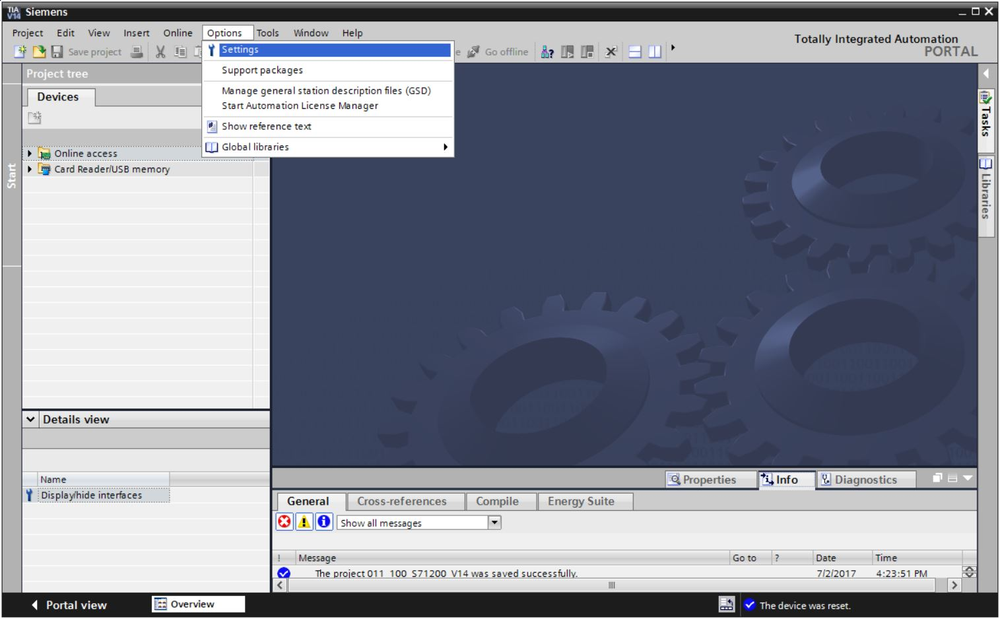 TIA
V14
Siemens
Project Edit View Insert Online Options Tools Window Help
Totally Integrated Automation
PORTAL
Save project
e Go offline
Settings
Support packages
Manage general station description files (GSD)
Start Automation License Manager
Show reference text
Global libraries
Project tree
Devices
Online access
Card Reader/USB memory
Start
Tasks
Libraries
Details view
Name
Display/hide interfaces
Properties Info Diagnostics
General Cross-references Compile Energy Suite
Show all messages
! Message Go to ? Date Time
The project 011_100_S71200_V14 was saved successfully. 7/2/2017 4:23:51 PM
Portal view Overview The device was reset.